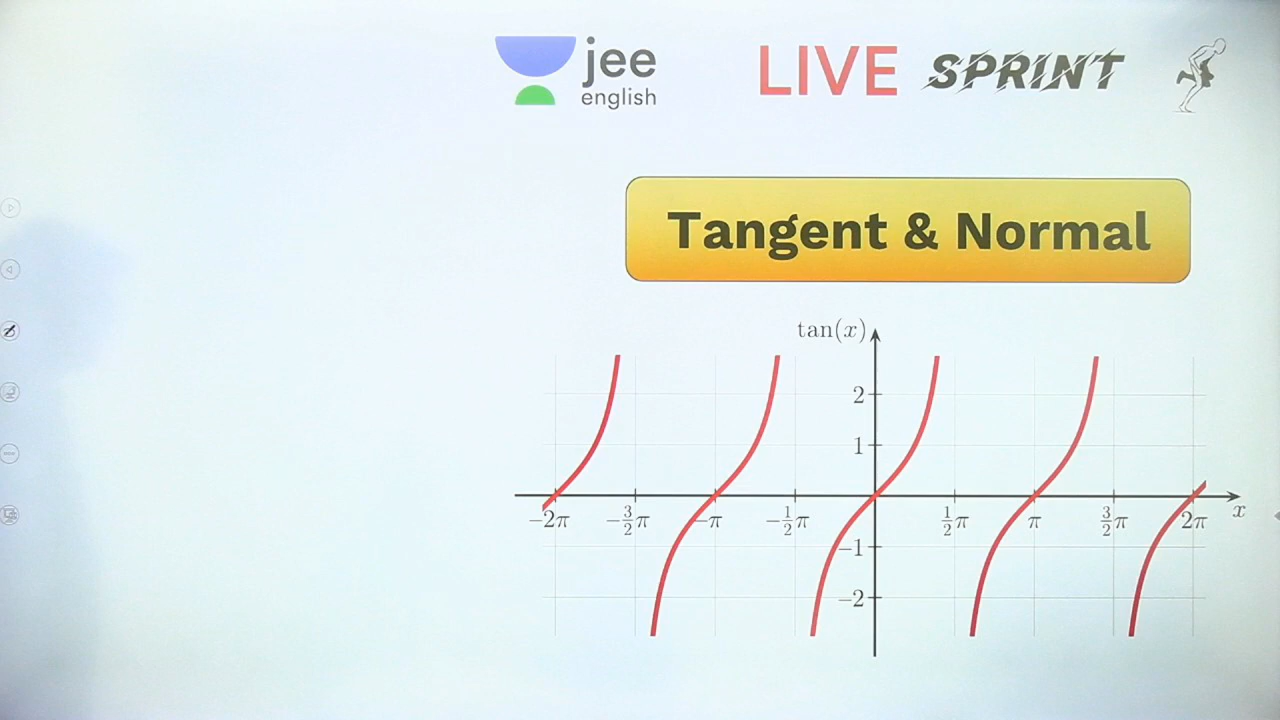 jee
english
LIVE SPRINT
Tangent & Normal
tan(x)
2
1
−2π −3/2π −π −1/2π 1/2π π 3/2π 2π x
−1
−2